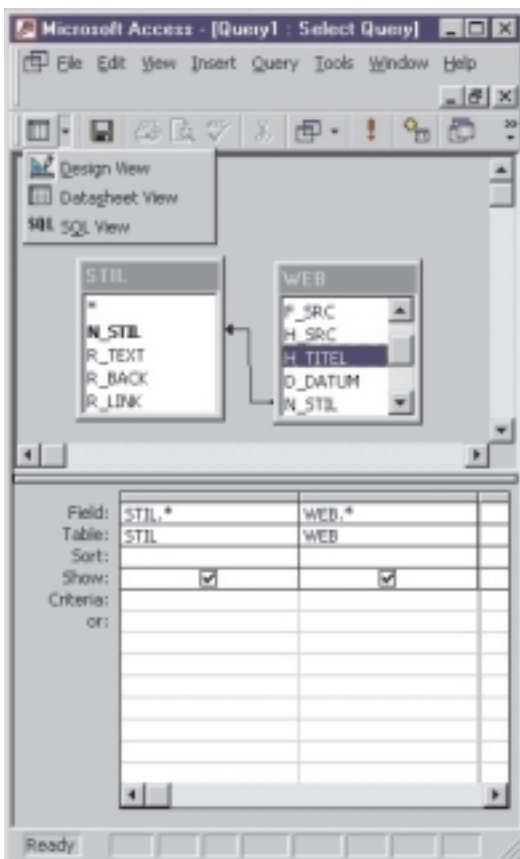 Microsoft Access - [Query1 : Select Query]
File Edit View Insert Query Tools Window Help
Design View
Datasheet View
SQL SQL View
STIL
*
N_STIL
R_TEXT
R_BACK
R_LINK
WEB
F_SRC
H_SRC
H_TITEL
D_DATUM
N_STIL
Field: STIL.* WEB.*
Table: STIL WEB
Sort:
Show:
Criteria:
or:
Ready